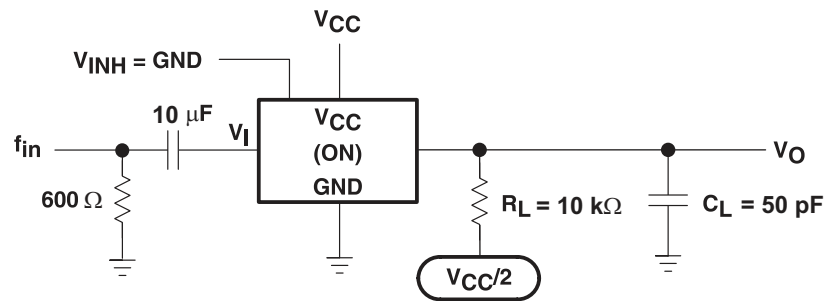 VCC
VINH = GND
10 μF
VCC
fin
VI
(ON)
VO
GND
600 Ω
RL = 10 kΩ
CL = 50 pF
VCC/2